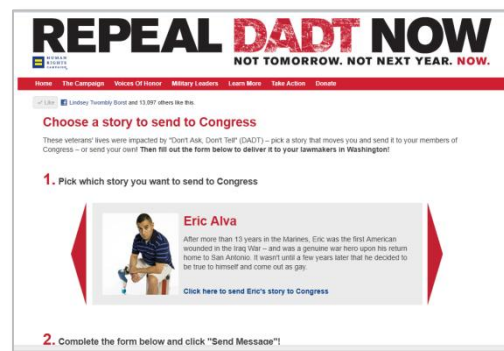 REPEAL DADT NOW
HUMAN
RIGHTS
CAMPAIGN
NOT TOMORROW. NOT NEXT YEAR. NOW.
Home The Campaign Voices Of Honor Military Leaders Learn More Take Action Donate
Like Lindsey Twombly Borst and 13,097 others like this.
Choose a story to send to Congress
These veterans' lives were impacted by "Don't Ask, Don't Tell" (DADT) – pick a story that moves you and send it to your members of
Congress – or send your own! Then fill out the form below to deliver it to your lawmakers in Washington!
1. Pick which story you want to send to Congress
Eric Alva
After more than 13 years in the Marines, Eric was the first American
wounded in the Iraq War – and was a genuine war hero upon his return
home to San Antonio. It wasn't until a few years later that he decided to
be true to himself and come out as gay.
Click here to send Eric's story to Congress
2. Complete the form below and click "Send Message"!